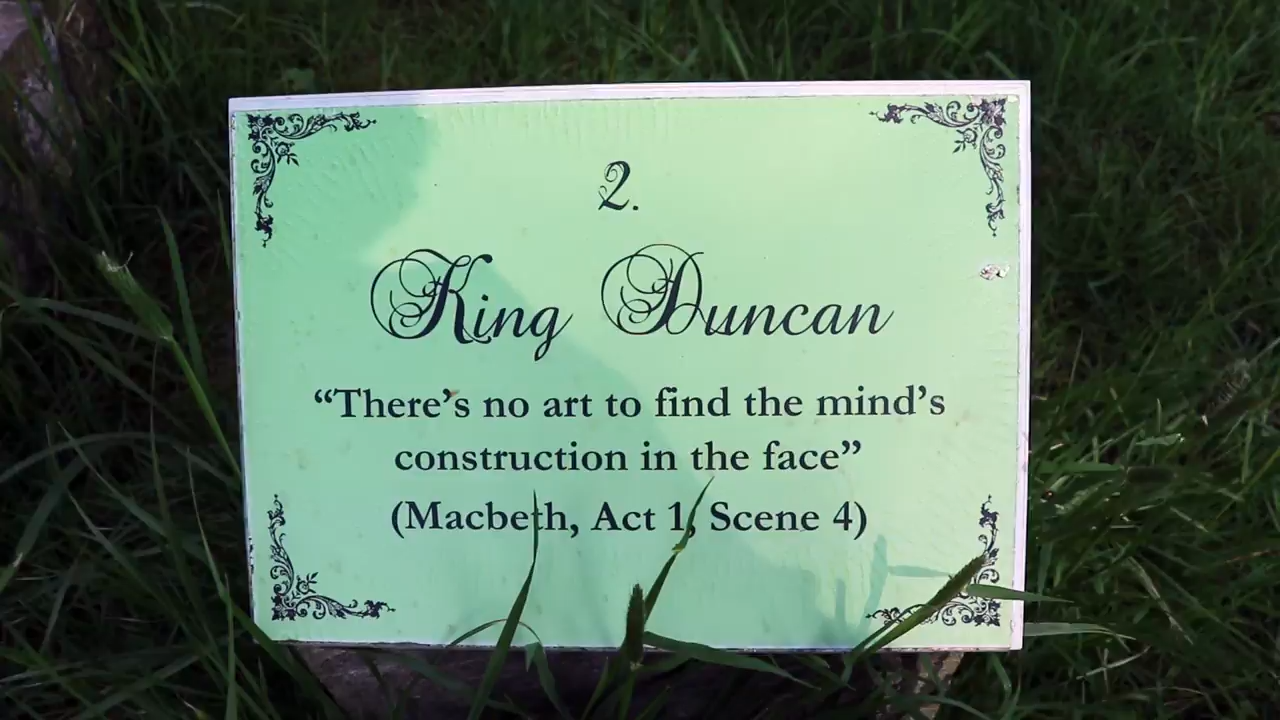 2.
King Duncan
“There’s no art to find the mind’s
construction in the face”
(Macbeth, Act 1, Scene 4)